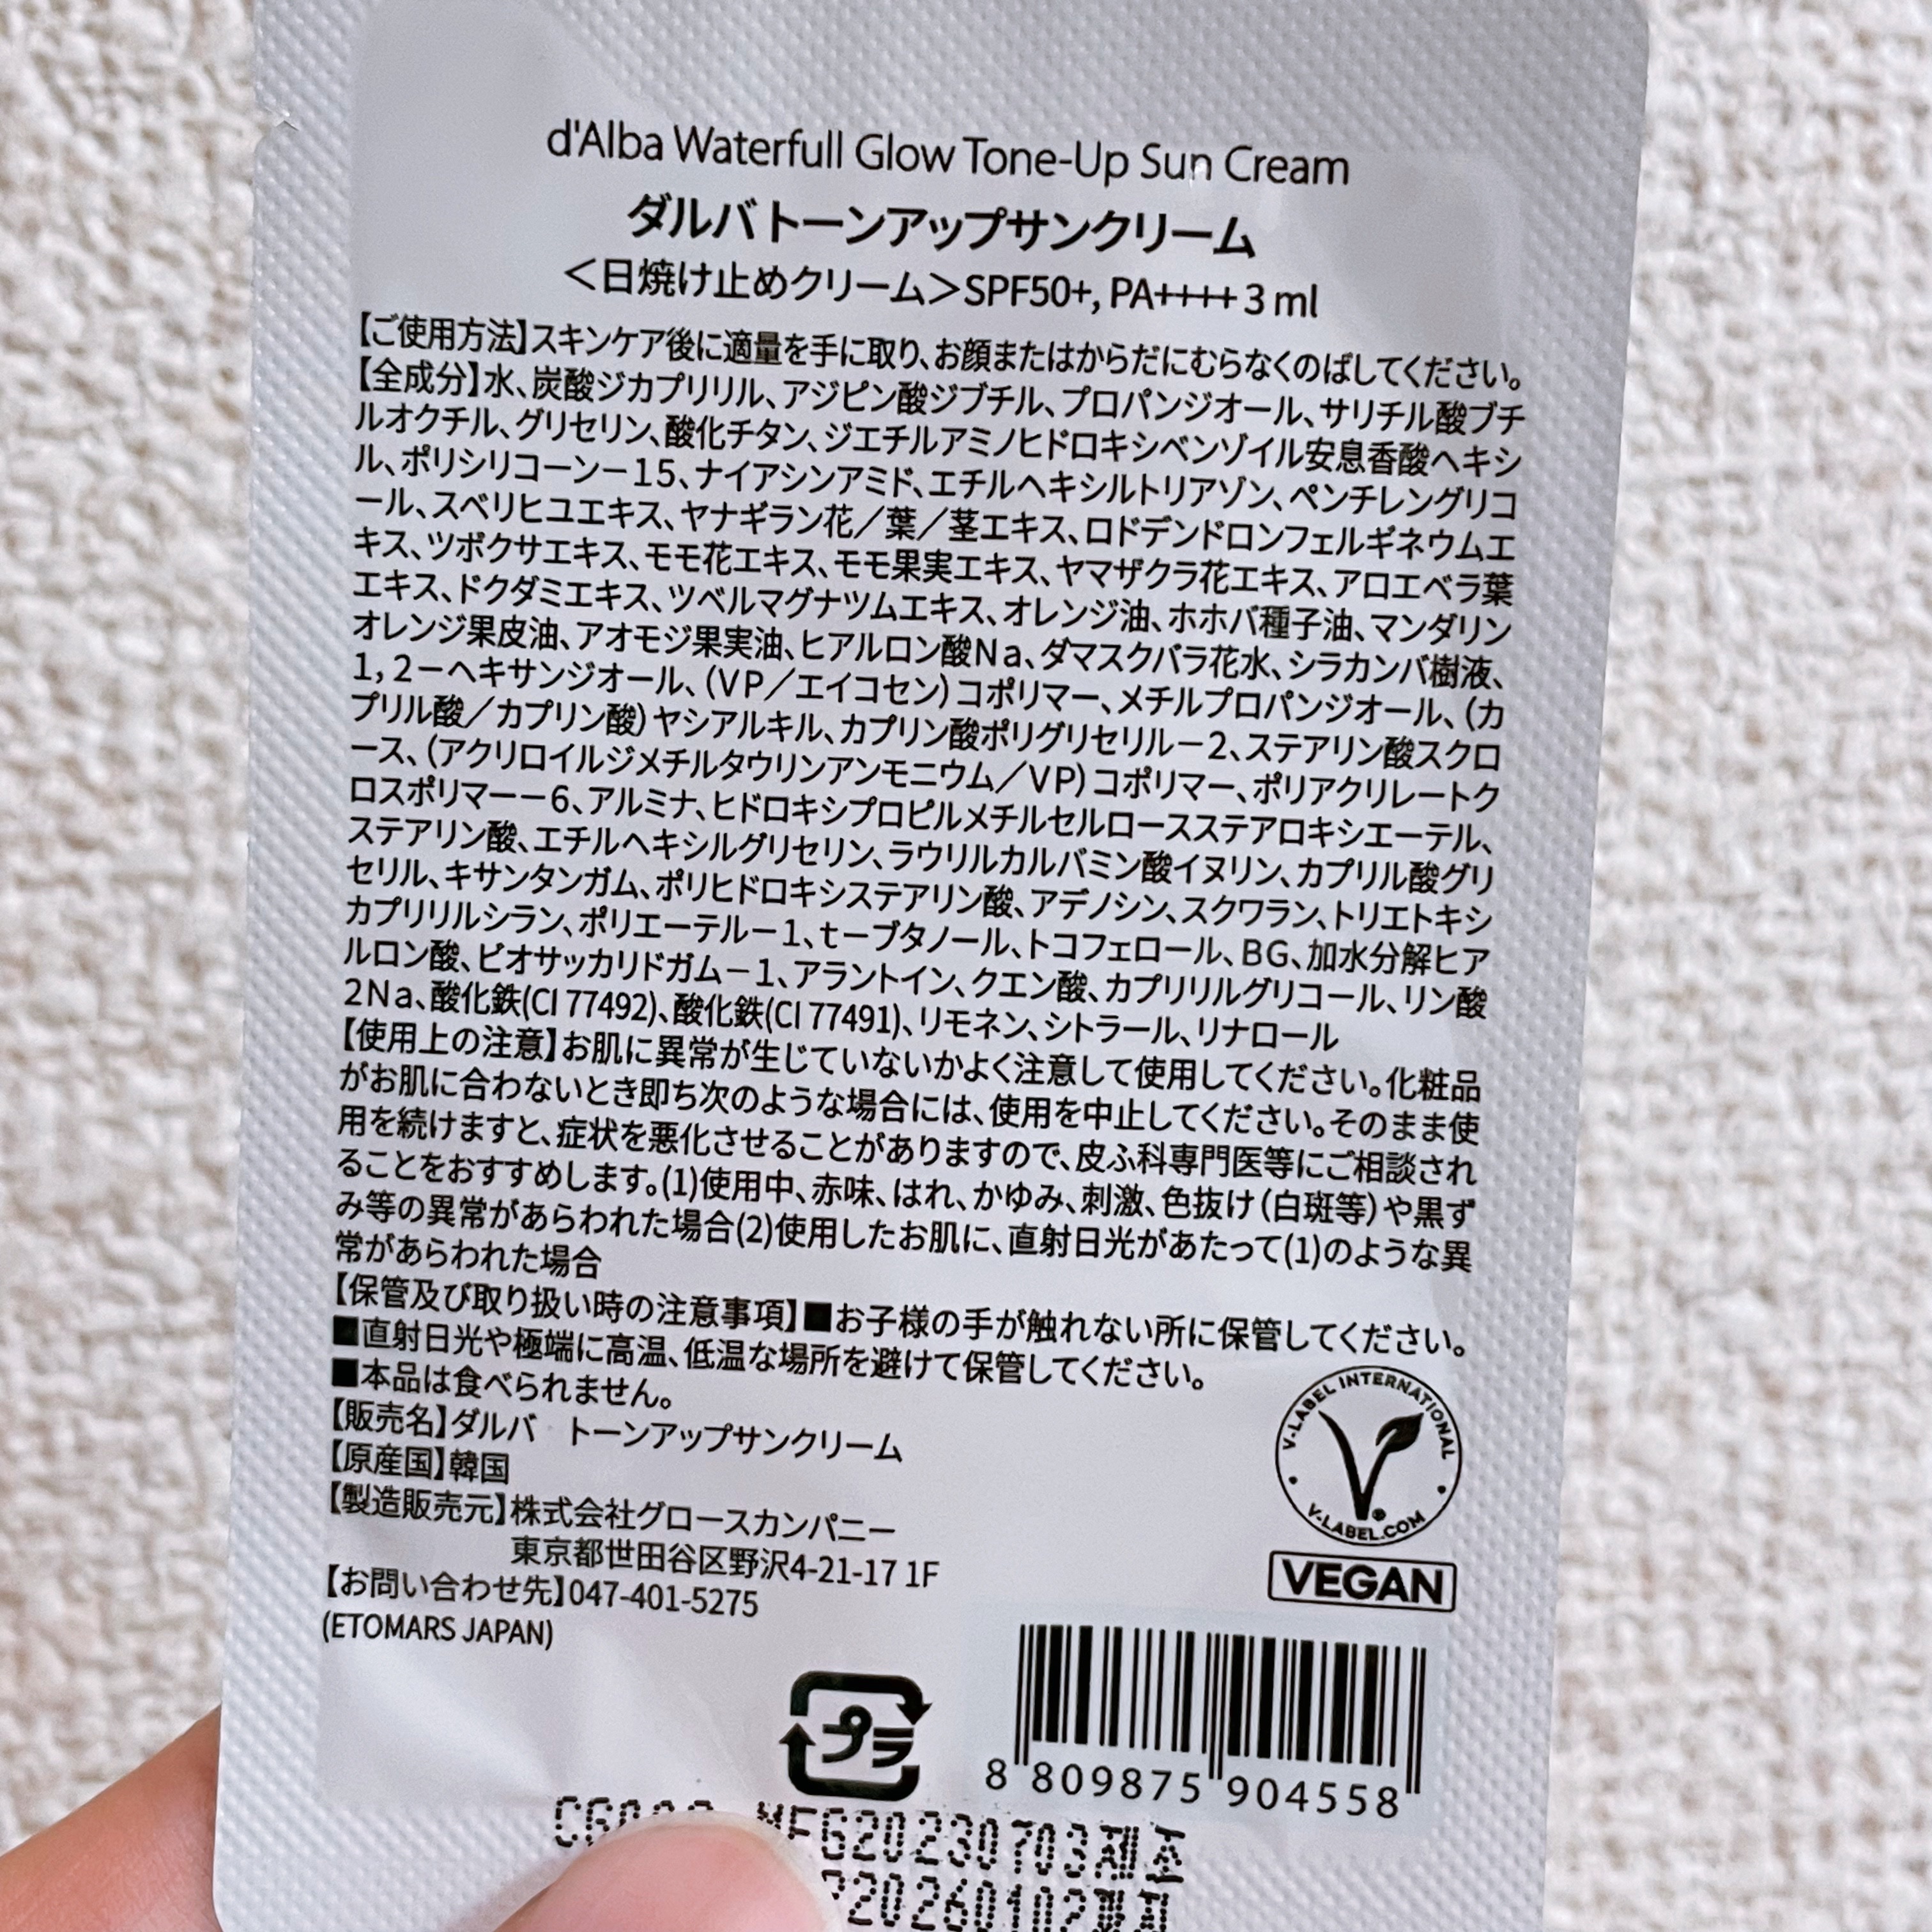 d'Alba Waterfull Glow Tone-Up Sun Cream
ダルバ トーンアップサンクリーム
＜日焼け止めクリーム＞SPF50+, PA++++ 3 ml
【ご使用方法】スキンケア後に適量を手に取り、お顔またはからだにむらなくのばしてください。
【全成分】水、炭酸ジカプリリル、アジピン酸ジブチル、プロパンジオール、サリチル酸ブチ
ルオクチル、グリセリン、酸化チタン、ジエチルアミノヒドロキシベンゾイル安息香酸ヘキシ
ル、ポリシリコーン－15、ナイアシンアミド、エチルヘキシルトリアゾン、ペンチレングリコ
ール、スベリヒユエキス、ヤナギラン花／葉／茎エキス、ロドデンドロンフェルギネウムエ
キス、ツボクサエキス、モモ花エキス、モモ果実エキス、ヤマザクラ花エキス、アロエベラ葉
エキス、ドクダミエキス、ツベルマグナツムエキス、オレンジ油、ホホバ種子油、マンダリン
オレンジ果皮油、アオモジ果実油、ヒアルロン酸Na、ダマスクバラ花水、シラカンバ樹液、
1，2－ヘキサンジオール、（VP／エイコセン）コポリマー、メチルプロパンジオール、（カ
プリル酸／カプリン酸）ヤシアルキル、カプリン酸ポリグリセリル－2、ステアリン酸スクロ
ース、（アクリロイルジメチルタウリンアンモニウム／VP）コポリマー、ポリアクリレートク
ロスポリマー－6、アルミナ、ヒドロキシプロピルメチルセルロースステアロキシエーテル、
ステアリン酸、エチルヘキシルグリセリン、ラウリルカルバミン酸イヌリン、カプリル酸グリ
セリル、キサンタンガム、ポリヒドロキシステアリン酸、アデノシン、スクワラン、トリエトキシ
カプリリルシラン、ポリエーテル－1、t－ブタノール、トコフェロール、BG、加水分解ヒア
ルロン酸、ビオサッカリドガム－1、アラントイン、クエン酸、カプリリルグリコール、リン酸
2Na、酸化鉄(CI 77492)、酸化鉄(CI 77491)、リモネン、シトラール、リナロール
【使用上の注意】お肌に異常が生じていないかよく注意して使用してください。化粧品
がお肌に合わないとき即ち次のような場合には、使用を中止してください。そのまま使
用を続けますと、症状を悪化させることがありますので、皮ふ科専門医等にご相談され
ることをおすすめします。(1)使用中、赤味、はれ、かゆみ、刺激、色抜け（白斑等）や黒ず
み等の異常があらわれた場合(2)使用したお肌に、直射日光があたって(1)のような異
常があらわれた場合
【保管及び取り扱い時の注意事項】■お子様の手が触れない所に保管してください。
■直射日光や極端に高温、低温な場所を避けて保管してください。
■本品は食べられません。
【販売名】ダルバ　トーンアップサンクリーム
【原産国】韓国
【製造販売元】株式会社グロースカンパニー
東京都世田谷区野沢4-21-17 1F
【お問い合わせ先】047-401-5275
(ETOMARS JAPAN)
V-LABEL INTERNATIONAL
V-LABEL.COM
VEGAN
プラ
8 809875 904558
MFG20230703제조
20260102까지